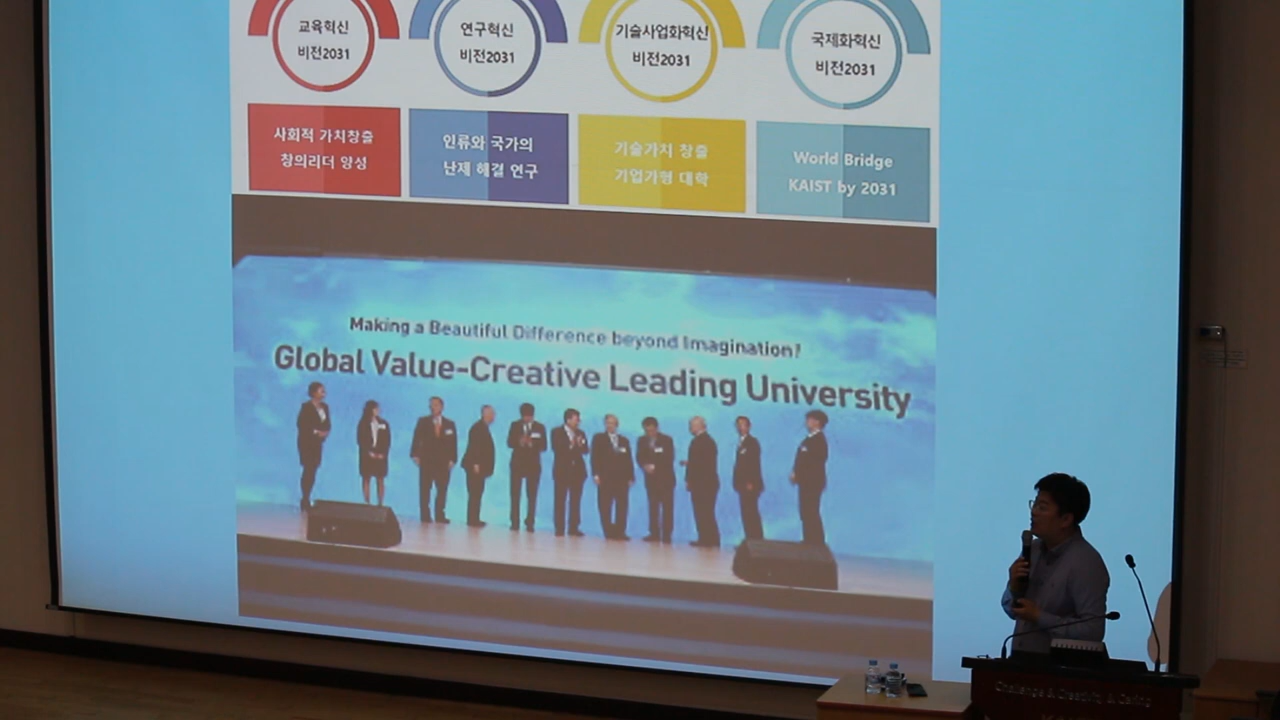 교육혁신
비전2031
연구혁신
비전2031
기술사업화혁신
비전2031
국제화혁신
비전2031
사회적 가치창출
창의리더 양성
인류와 국가의
난제 해결 연구
기술가치 창출
기업가형 대학
World Bridge
KAIST by 2031
Making a Beautiful Difference beyond Imagination!
Global Value-Creative Leading University
Challenge & Creativity & Caring